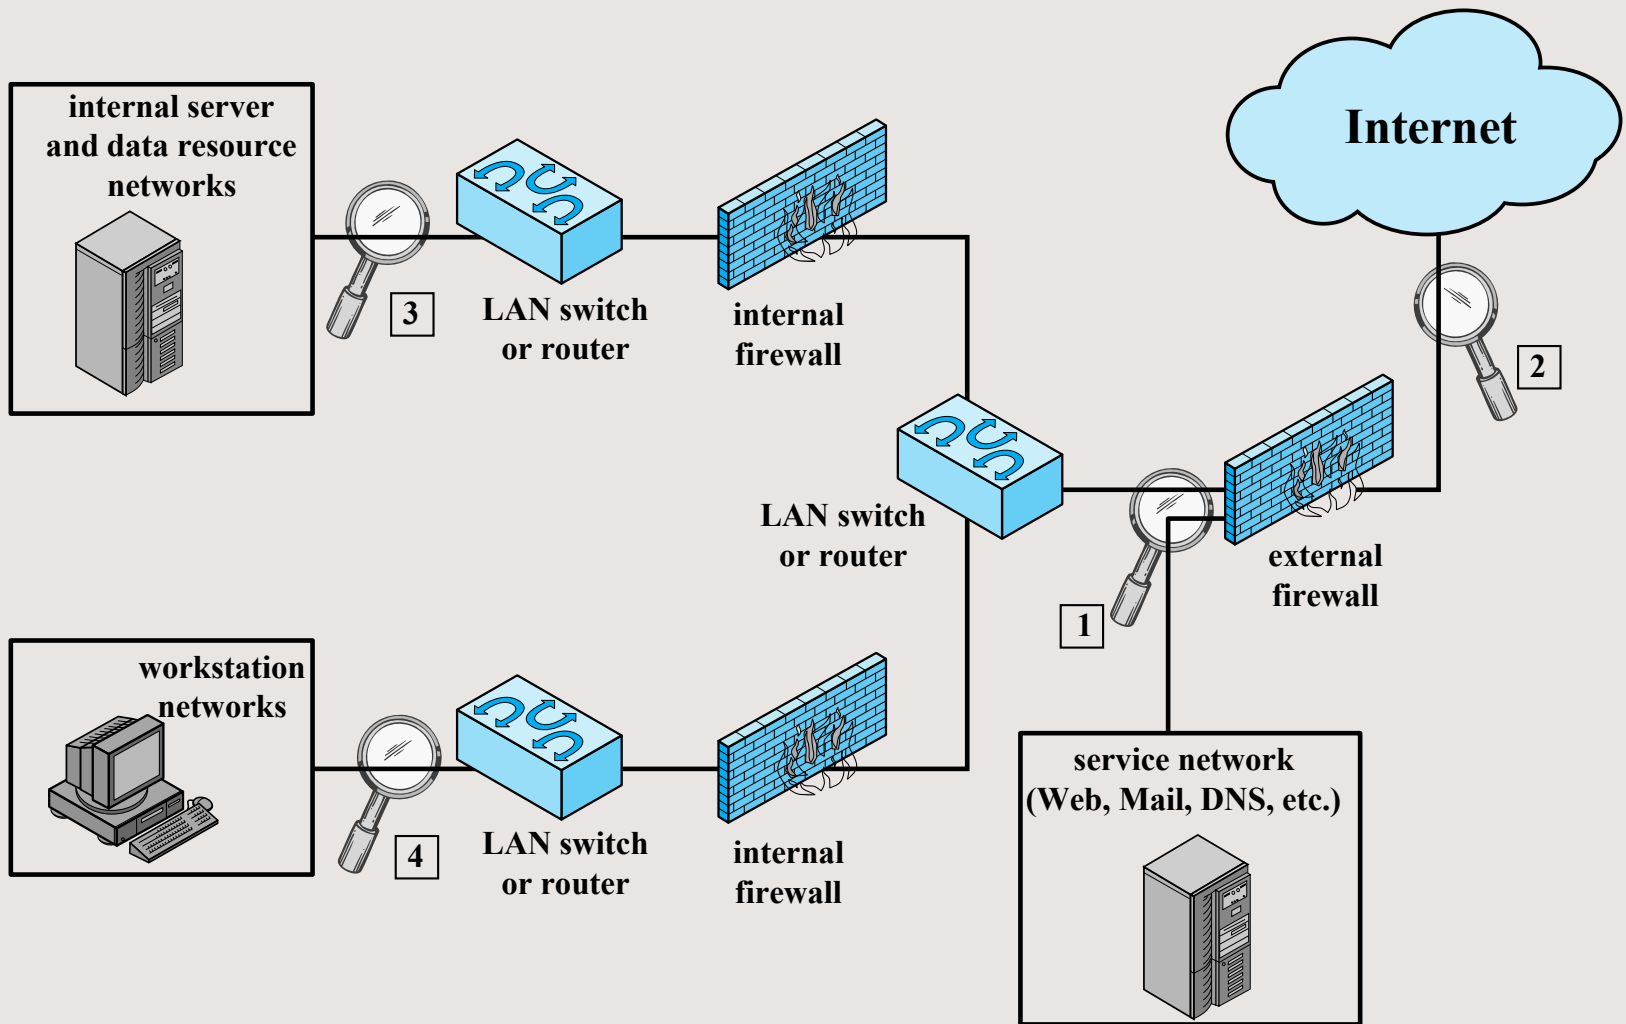 internal server
and data resource
networks
3
LAN switch
or router
internal
firewall
Internet
2
LAN switch
or router
1
external
firewall
workstation
networks
4
LAN switch
or router
internal
firewall
service network
(Web, Mail, DNS, etc.)